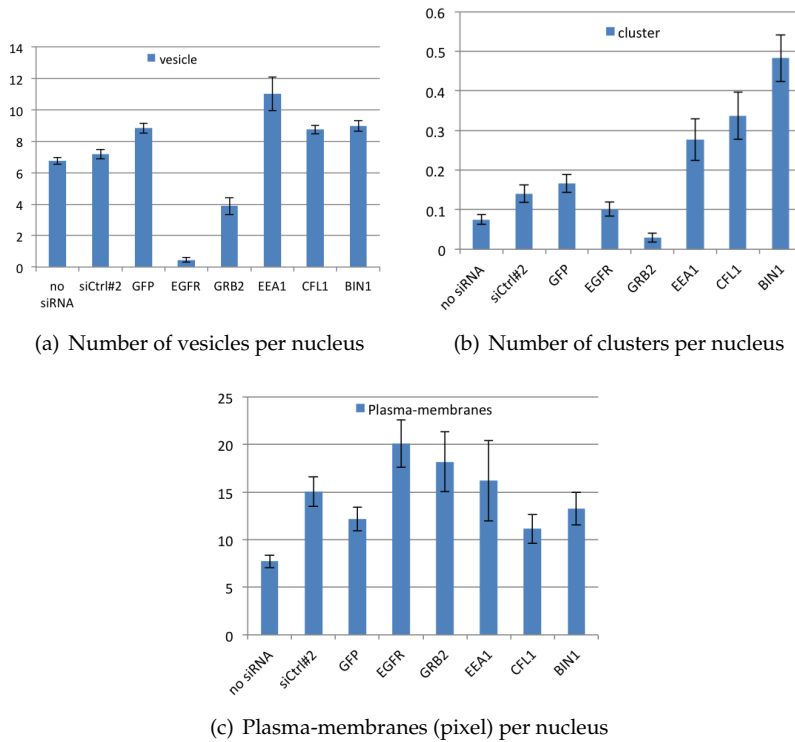 14
12
10
8
6
4
2
0
vesicle
no siRNA
siCtrl#2
GFP
EGFR
GRB2
EEA1
CFL1
BIN1
(a) Number of vesicles per nucleus
0.6
0.5
0.4
0.3
0.2
0.1
0
cluster
no siRNA
siCtrl#2
GFP
EGFR
GRB2
EEA1
CFL1
BIN1
(b) Number of clusters per nucleus
25
20
15
10
5
0
Plasma-membranes
no siRNA
siCtrl#2
GFP
EGFR
GRB2
EEA1
CFL1
BIN1
(c) Plasma-membranes (pixel) per nucleus